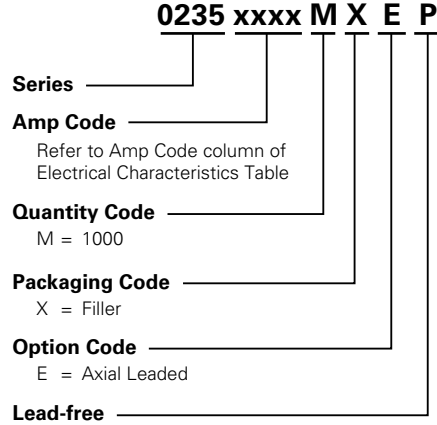 0235 xxxx M X E P
Series
Amp Code
Refer to Amp Code column of
Electrical Characteristics Table
Quantity Code
M = 1000
Packaging Code
X = Filler
Option Code
E = Axial Leaded
Lead-free